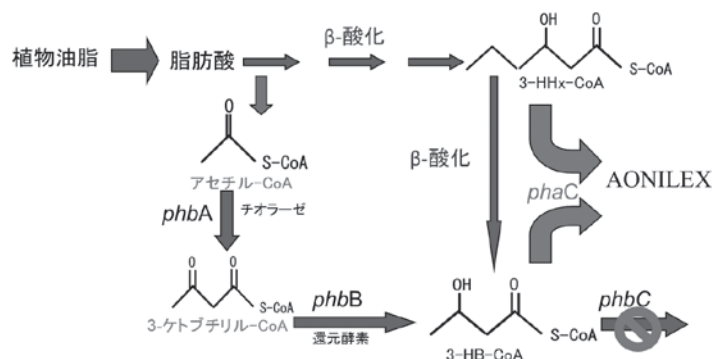 植物油脂
脂肪酸
β-酸化
OH
O
S-CoA
3-HHx-CoA
O
S-CoA
アセチル-CoA
phbA
チオラーゼ
β-酸化
phaC
AONILEX
O
O
S-CoA
3-ケトブチリル-CoA
phbB
還元酵素
OH
O
S-CoA
3-HB-CoA
phbC